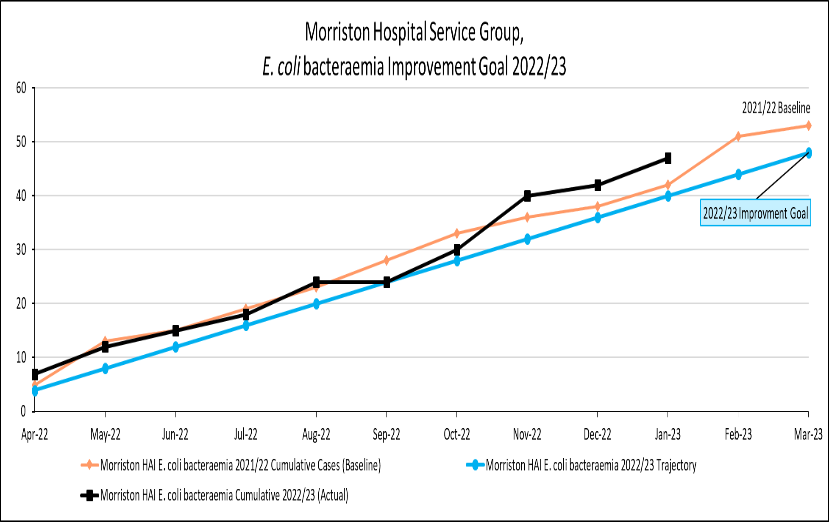 Morriston Hospital Service Group,
E. coli bacteraemia Improvement Goal 2022/23
60
50
40
30
20
10
0
2021/22 Baseline
2022/23 Improvment Goal
Apr-22 May-22 Jun-22 Jul-22 Aug-22 Sep-22 Oct-22 Nov-22 Dec-22 Jan-23 Feb-23 Mar-23
Morriston HAI E. coli bacteraemia 2021/22 Cumulative Cases (Baseline) Morriston HAI E. coli bacteraemia 2022/23 Trajectory
Morriston HAI E. coli bacteraemia Cumulative 2022/23 (Actual)